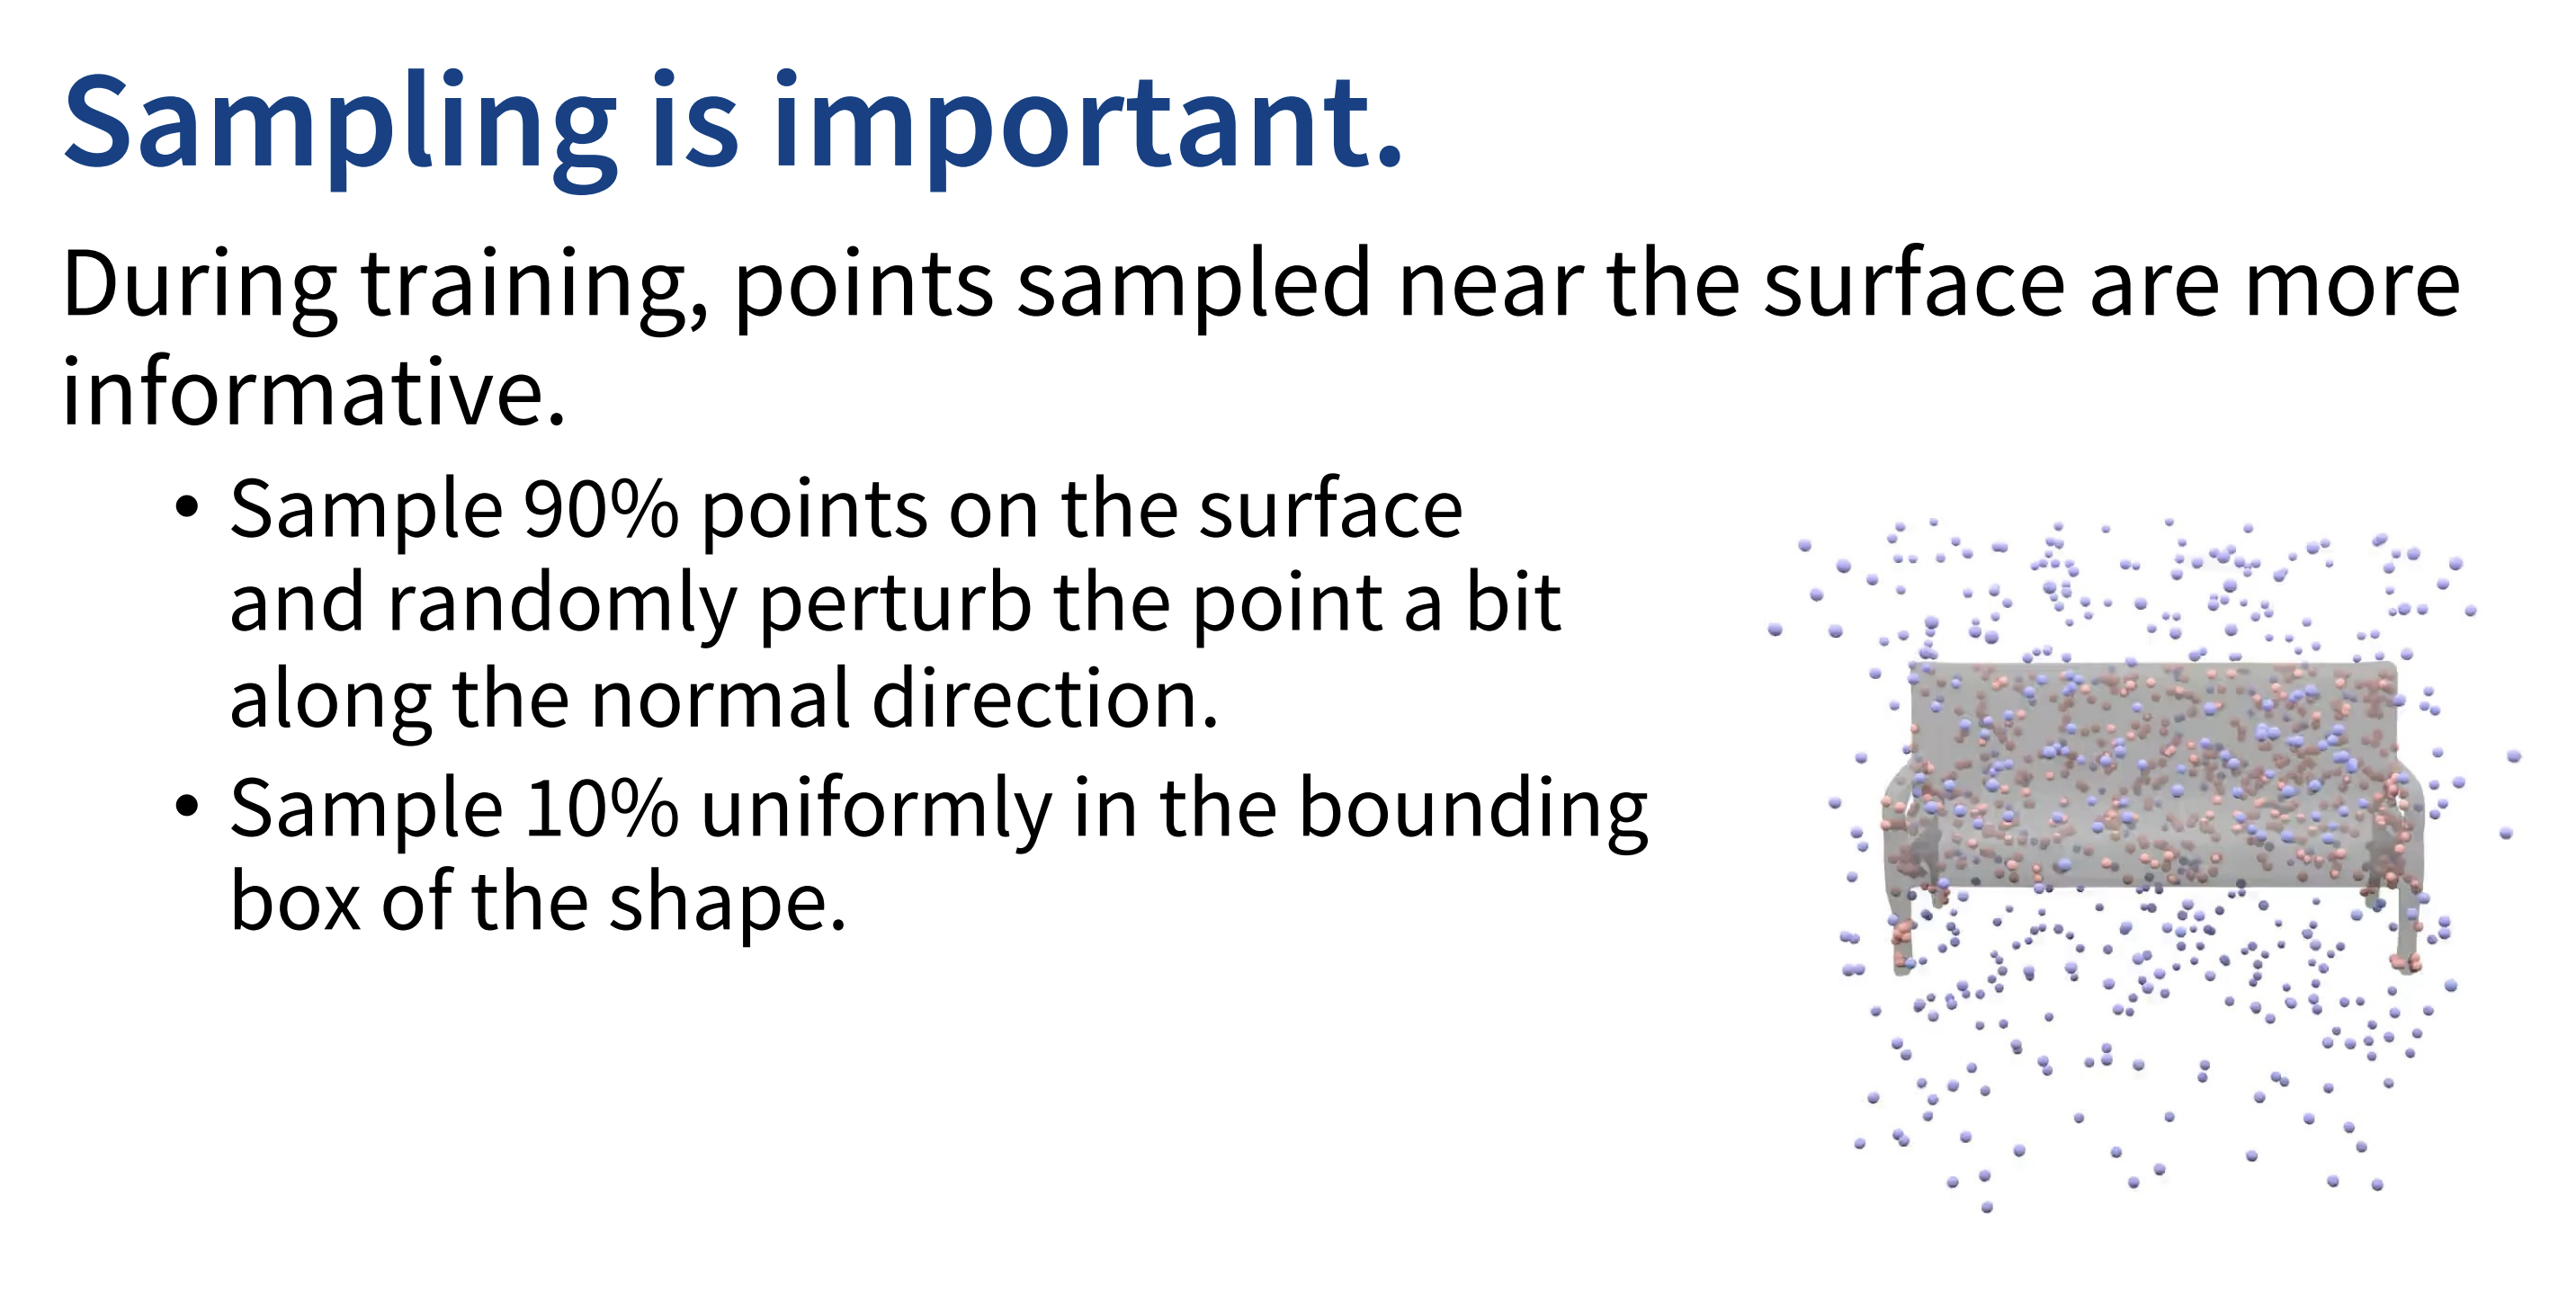 Sampling is important.
During training, points sampled near the surface are more
informative.
• Sample 90% points on the surface
and randomly perturb the point a bit
along the normal direction.
• Sample 10% uniformly in the bounding
box of the shape.